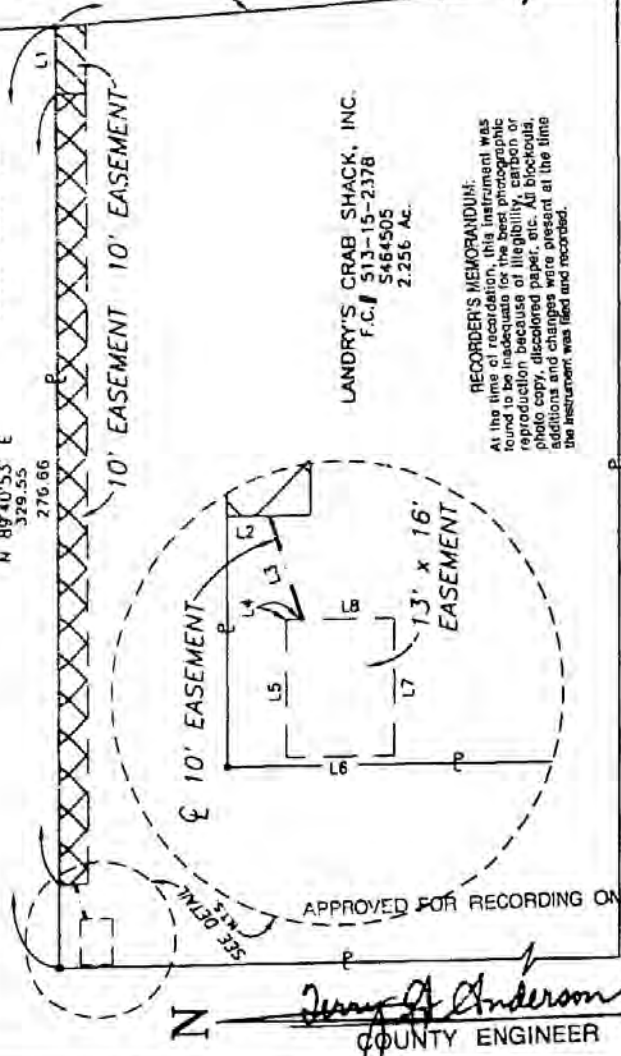 N 89°40'53" E
329.55
276.66
L1
10' EASEMENT
10' EASEMENT
LANDRY'S CRAB SHACK, INC.
F.C.# 513-15-2378
S464505
2.256 Ac.
RECORDER'S MEMORANDUM:
At the time of recordation, this instrument was
found to be inadequate for the best photographic
reproduction because of illegibility, carbon or
photo copy, discolored paper, etc. All blockouts,
additions and changes were present at the time
the instrument was filed and recorded.
℄ 10' EASEMENT
L2
L3
L4
L5
L8
L6
L7
13' x 16'
EASEMENT
SEE DETAIL
N.T.S.
APPROVED FOR RECORDING ON
N
Jerry G. Anderson
COUNTY ENGINEER